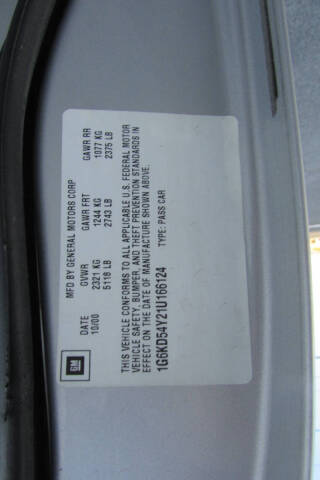 MFD BY GENERAL MOTORS CORP
DATE GVWR GAWR FRT GAWR RR
10/00 2321 KG 1244 KG 1077 KG
5118 LB 2743 LB 2375 LB
THIS VEHICLE CONFORMS TO ALL APPLICABLE U.S. FEDERAL MOTOR
VEHICLE SAFETY, BUMPER, AND THEFT PREVENTION STANDARDS IN
EFFECT ON THE DATE OF MANUFACTURE SHOWN ABOVE.
1G6KD54Y21U166124 TYPE: PASS CAR
GM